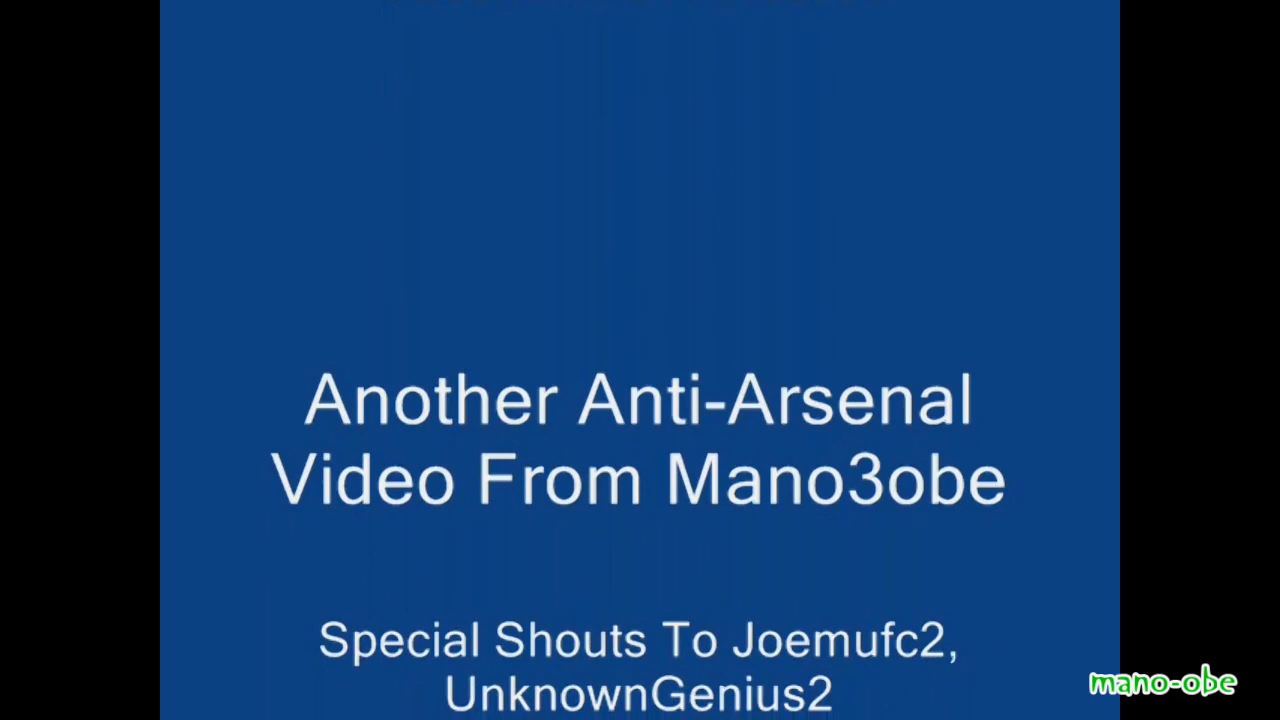 Another Anti-Arsenal
Video From Mano3obe
Special Shouts To Joemufc2,
UnknownGenius2
mano-obe